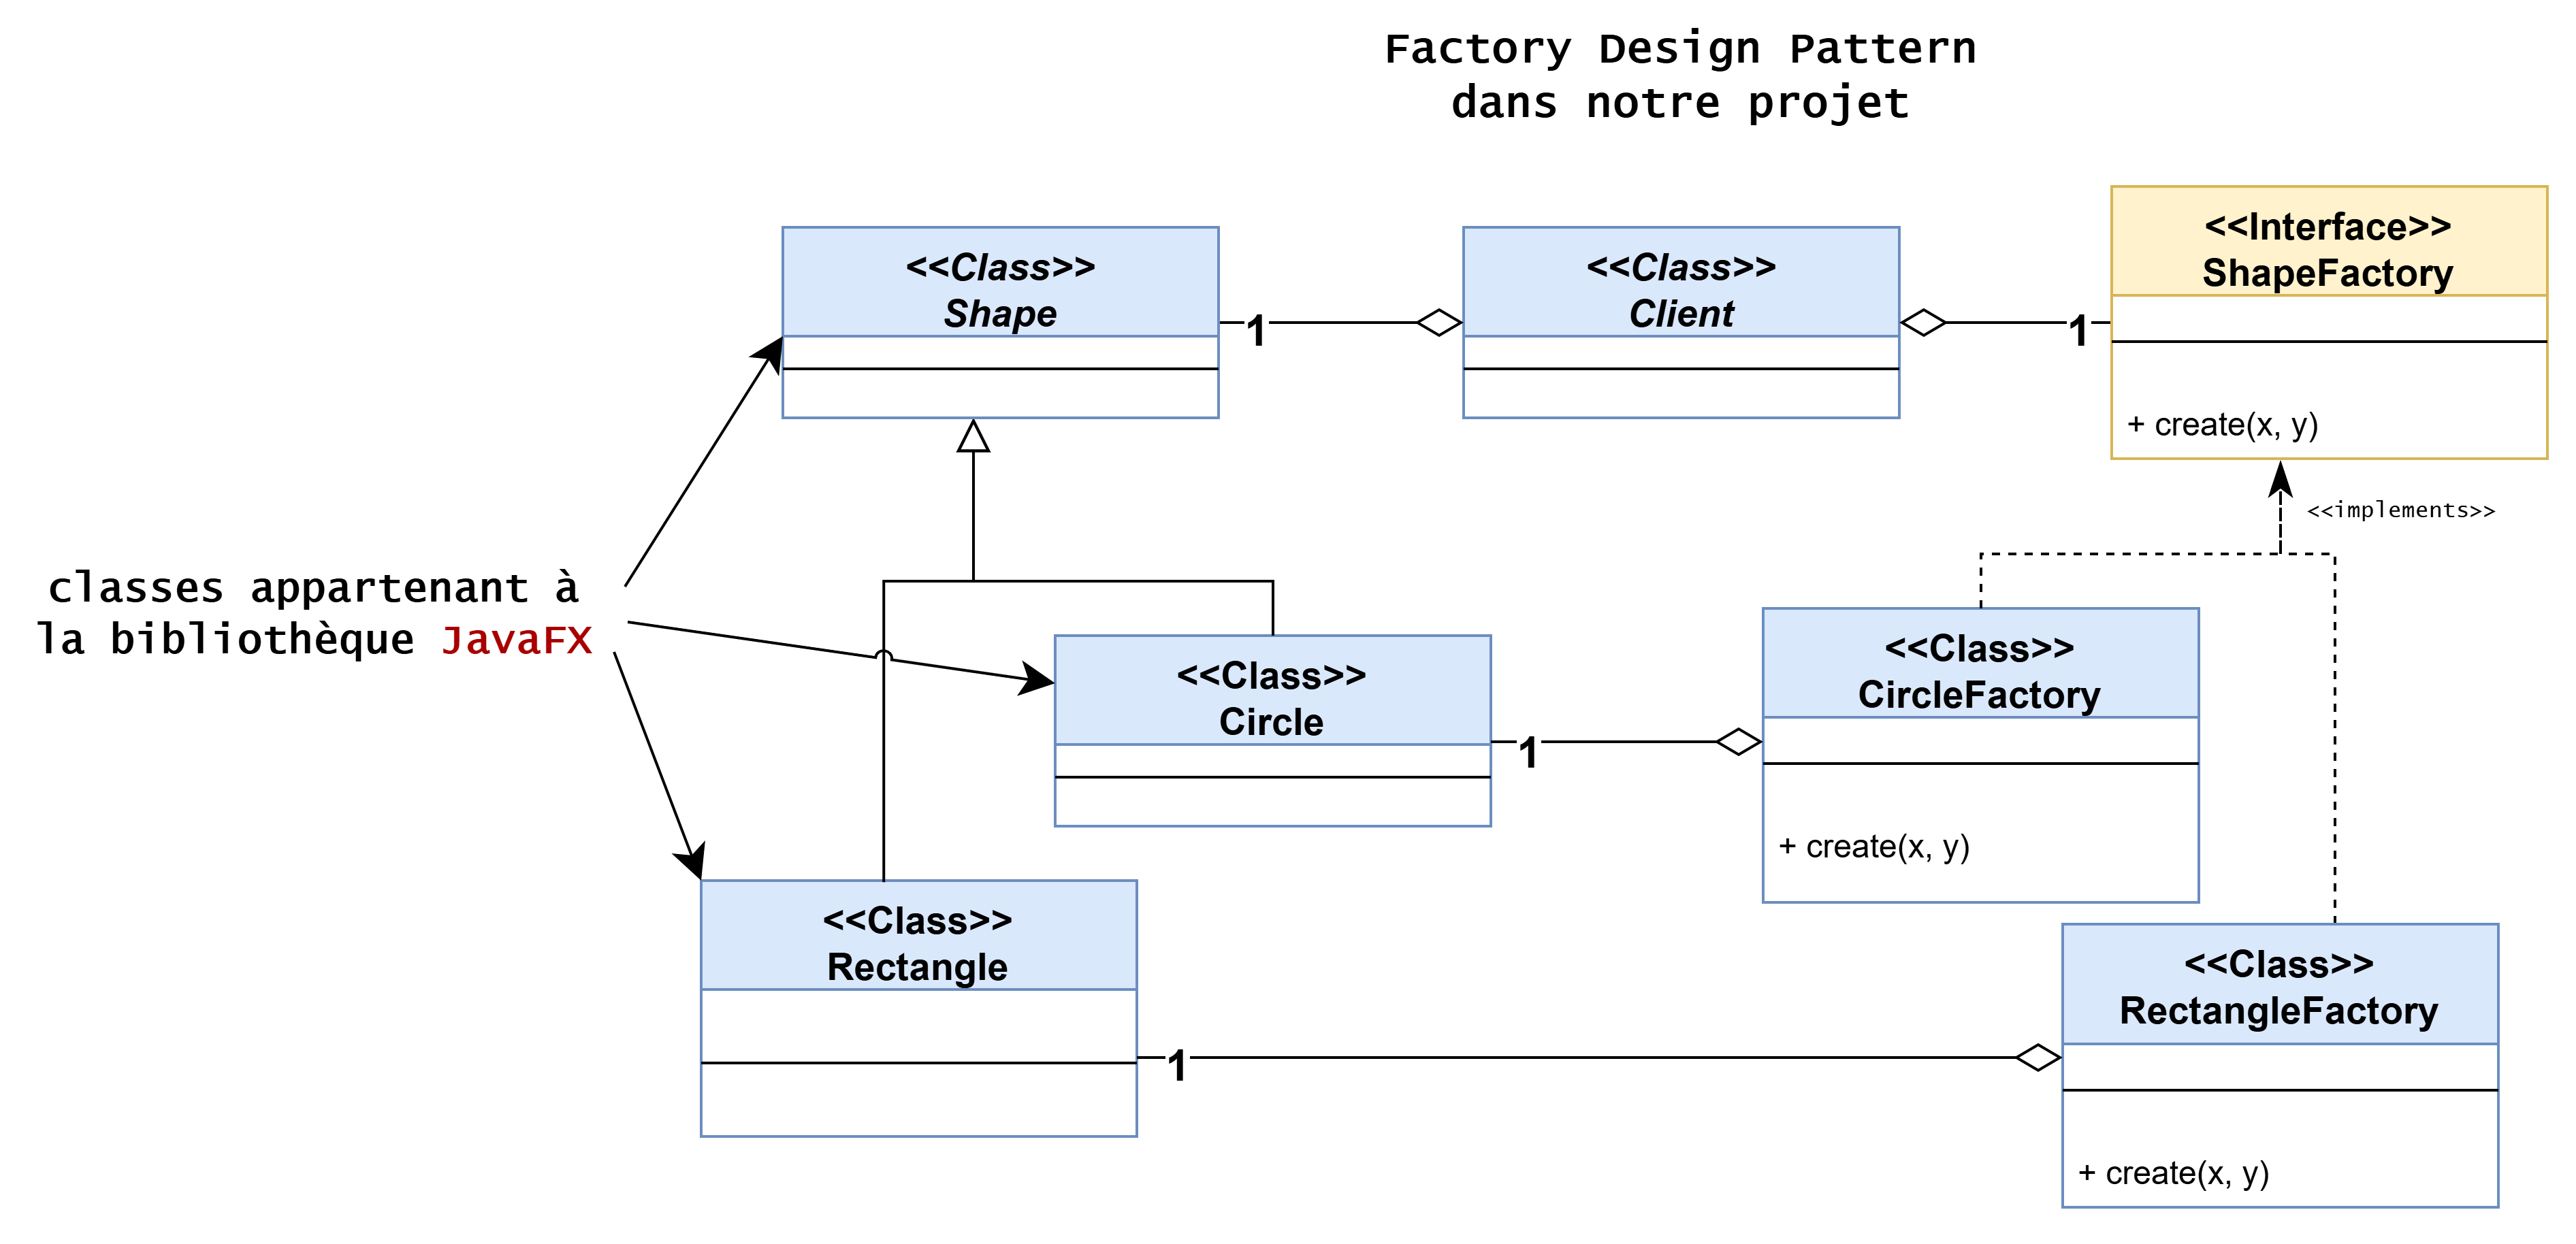 Factory Design Pattern
dans notre projet
<<Class>>
Shape
1
<<Class>>
Client
1
<<Interface>>
ShapeFactory
+ create(x, y)
<<implements>>
classes appartenant à
la bibliothèque JavaFX
<<Class>>
Circle
1
<<Class>>
CircleFactory
+ create(x, y)
<<Class>>
Rectangle
1
<<Class>>
RectangleFactory
+ create(x, y)